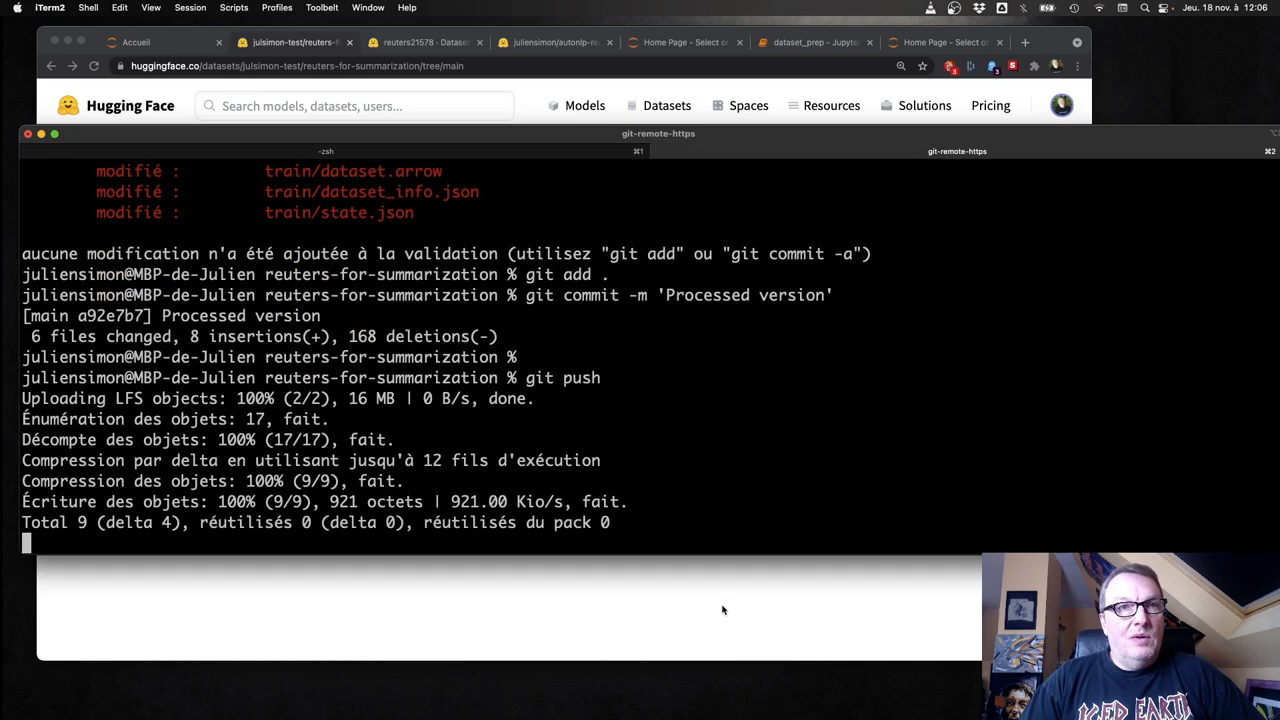 iTerm2 Shell Edit View Session Scripts Profiles Toolbelt Window Help Jeu. 18 nov. à 12:06
Accueil julsimon-test/reuters-f reuters21578 · Datase juliensimon/autonlp-re Home Page - Select or dataset_prep - Jupyter Home Page - Select or
huggingface.co/datasets/julsimon-test/reuters-for-summarization/tree/main
Hugging Face Search models, datasets, users... Models Datasets Spaces Resources Solutions Pricing
git-remote-https
-zsh ⌘1 git-remote-https ⌘2
modifié : train/dataset.arrow
modifié : train/dataset_info.json
modifié : train/state.json
aucune modification n'a été ajoutée à la validation (utilisez "git add" ou "git commit -a")
juliensimon@MBP-de-Julien reuters-for-summarization % git add .
juliensimon@MBP-de-Julien reuters-for-summarization % git commit -m 'Processed version'
[main a92e7b7] Processed version
6 files changed, 8 insertions(+), 168 deletions(-)
juliensimon@MBP-de-Julien reuters-for-summarization %
juliensimon@MBP-de-Julien reuters-for-summarization % git push
Uploading LFS objects: 100% (2/2), 16 MB | 0 B/s, done.
Énumération des objets: 17, fait.
Décompte des objets: 100% (17/17), fait.
Compression par delta en utilisant jusqu'à 12 fils d'exécution
Compression des objets: 100% (9/9), fait.
Écriture des objets: 100% (9/9), 921 octets | 921.00 Kio/s, fait.
Total 9 (delta 4), réutilisés 0 (delta 0), réutilisés du pack 0